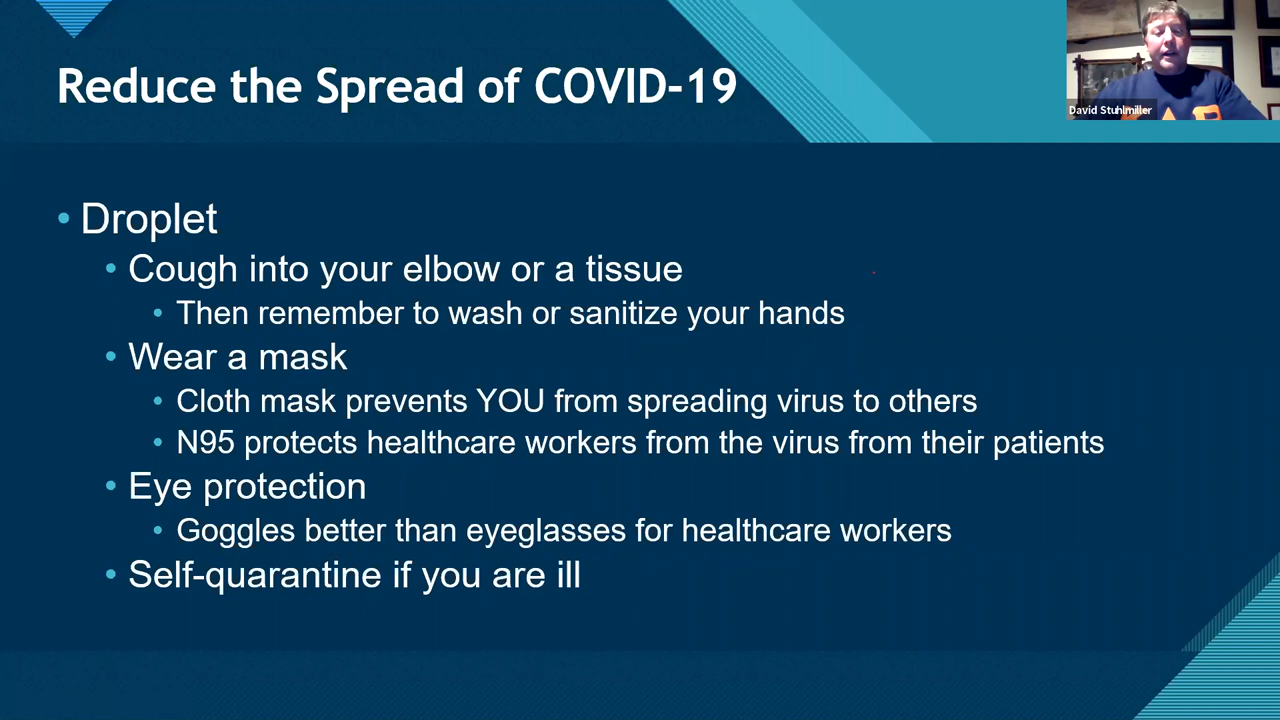 Reduce the Spread of COVID-19
David Stuhlmiller
• Droplet
• Cough into your elbow or a tissue
• Then remember to wash or sanitize your hands
• Wear a mask
• Cloth mask prevents YOU from spreading virus to others
• N95 protects healthcare workers from the virus from their patients
• Eye protection
• Goggles better than eyeglasses for healthcare workers
• Self-quarantine if you are ill